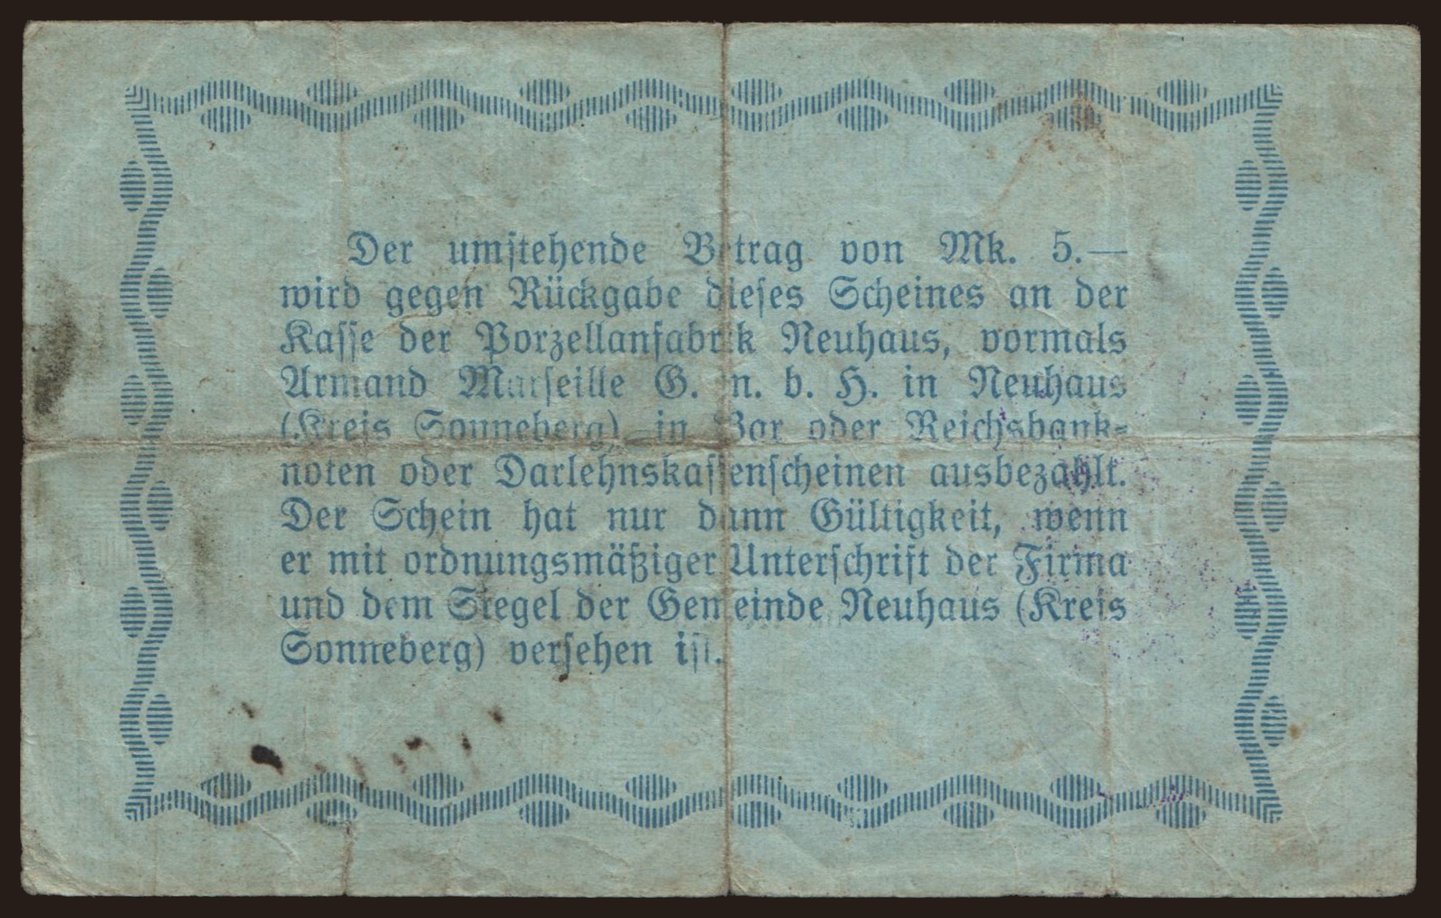 Der umstehende Betrag von Mk. 5.—
wird gegen Rückgabe dieses Scheines an der
Kasse der Porzellanfabrik Neuhaus, vormals
Armand Marseille G. m. b. H. in Neuhaus
(Kreis Sonneberg) in Bar oder Reichsbank-
noten oder Darlehnskassenscheinen ausbezahlt.
Der Schein hat nur dann Gültigkeit, wenn
er mit ordnungsmäßiger Unterschrift der Firma
und dem Siegel der Gemeinde Neuhaus (Kreis
Sonneberg) versehen ist.